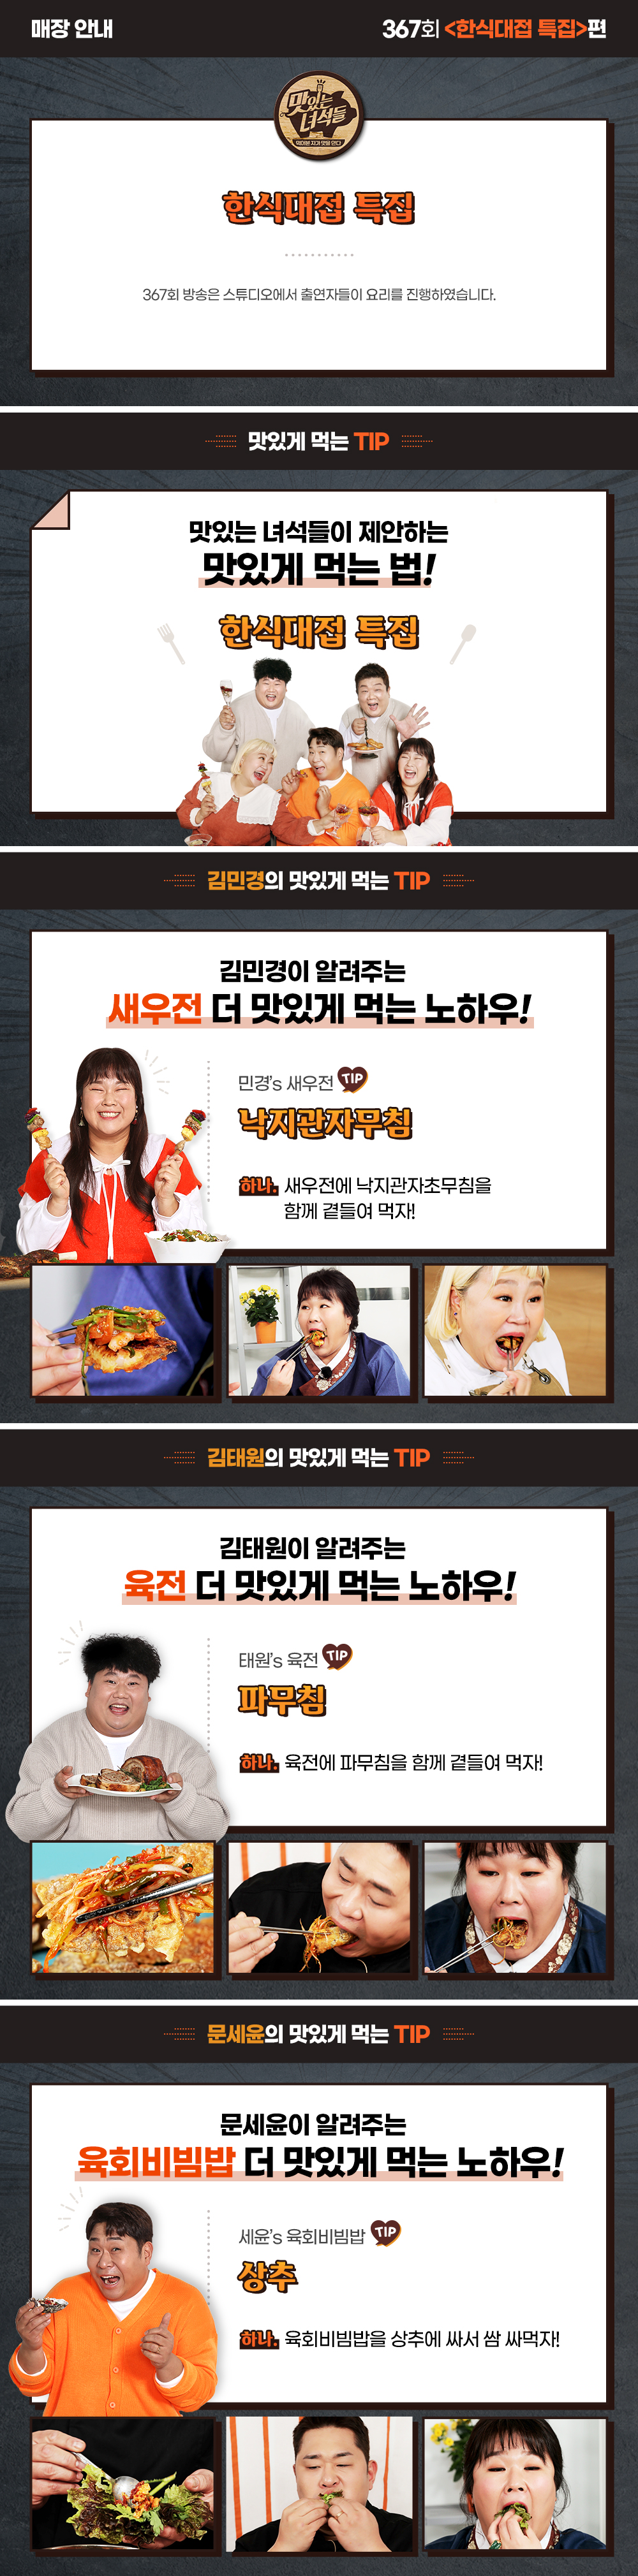 매장 안내
367회 <한식대접 특집>편
맛있는
녀석들
먹어본 자가 맛을 안다
한식대접 특집
367회 방송은 스튜디오에서 출연자들이 요리를 진행하였습니다.
맛있게 먹는 TIP
맛있는 녀석들이 제안하는
맛있게 먹는 법!
한식대접 특집
김민경의 맛있게 먹는 TIP
김민경이 알려주는
새우전 더 맛있게 먹는 노하우!
민경's 새우전 TIP
낙지관자무침
하나. 새우전에 낙지관자초무침을
함께 곁들여 먹자!
김태원의 맛있게 먹는 TIP
김태원이 알려주는
육전 더 맛있게 먹는 노하우!
태원's 육전 TIP
파무침
하나. 육전에 파무침을 함께 곁들여 먹자!
문세윤의 맛있게 먹는 TIP
문세윤이 알려주는
육회비빔밥 더 맛있게 먹는 노하우!
세윤's 육회비빔밥 TIP
상추
하나. 육회비빔밥을 상추에 싸서 쌈 싸먹자!